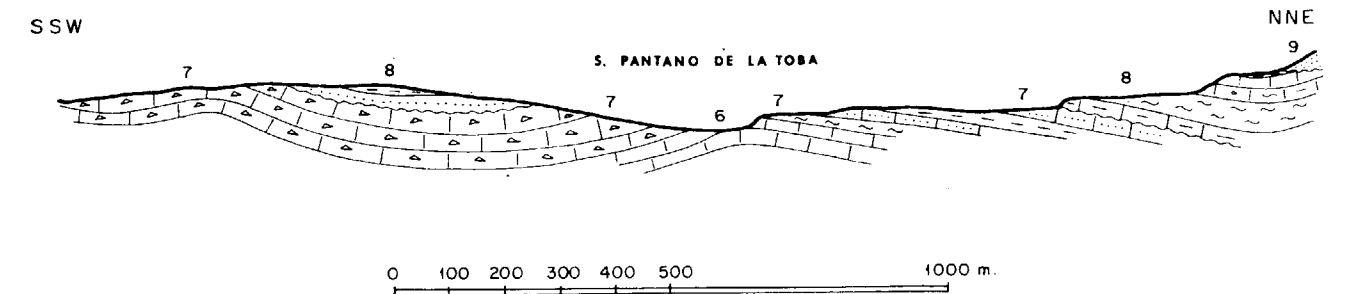 SSW
NNE
S. PANTANO DE LA TOBA
9
7 8 8
7 6 7 7
0 100 200 300 400 500 1000 m.